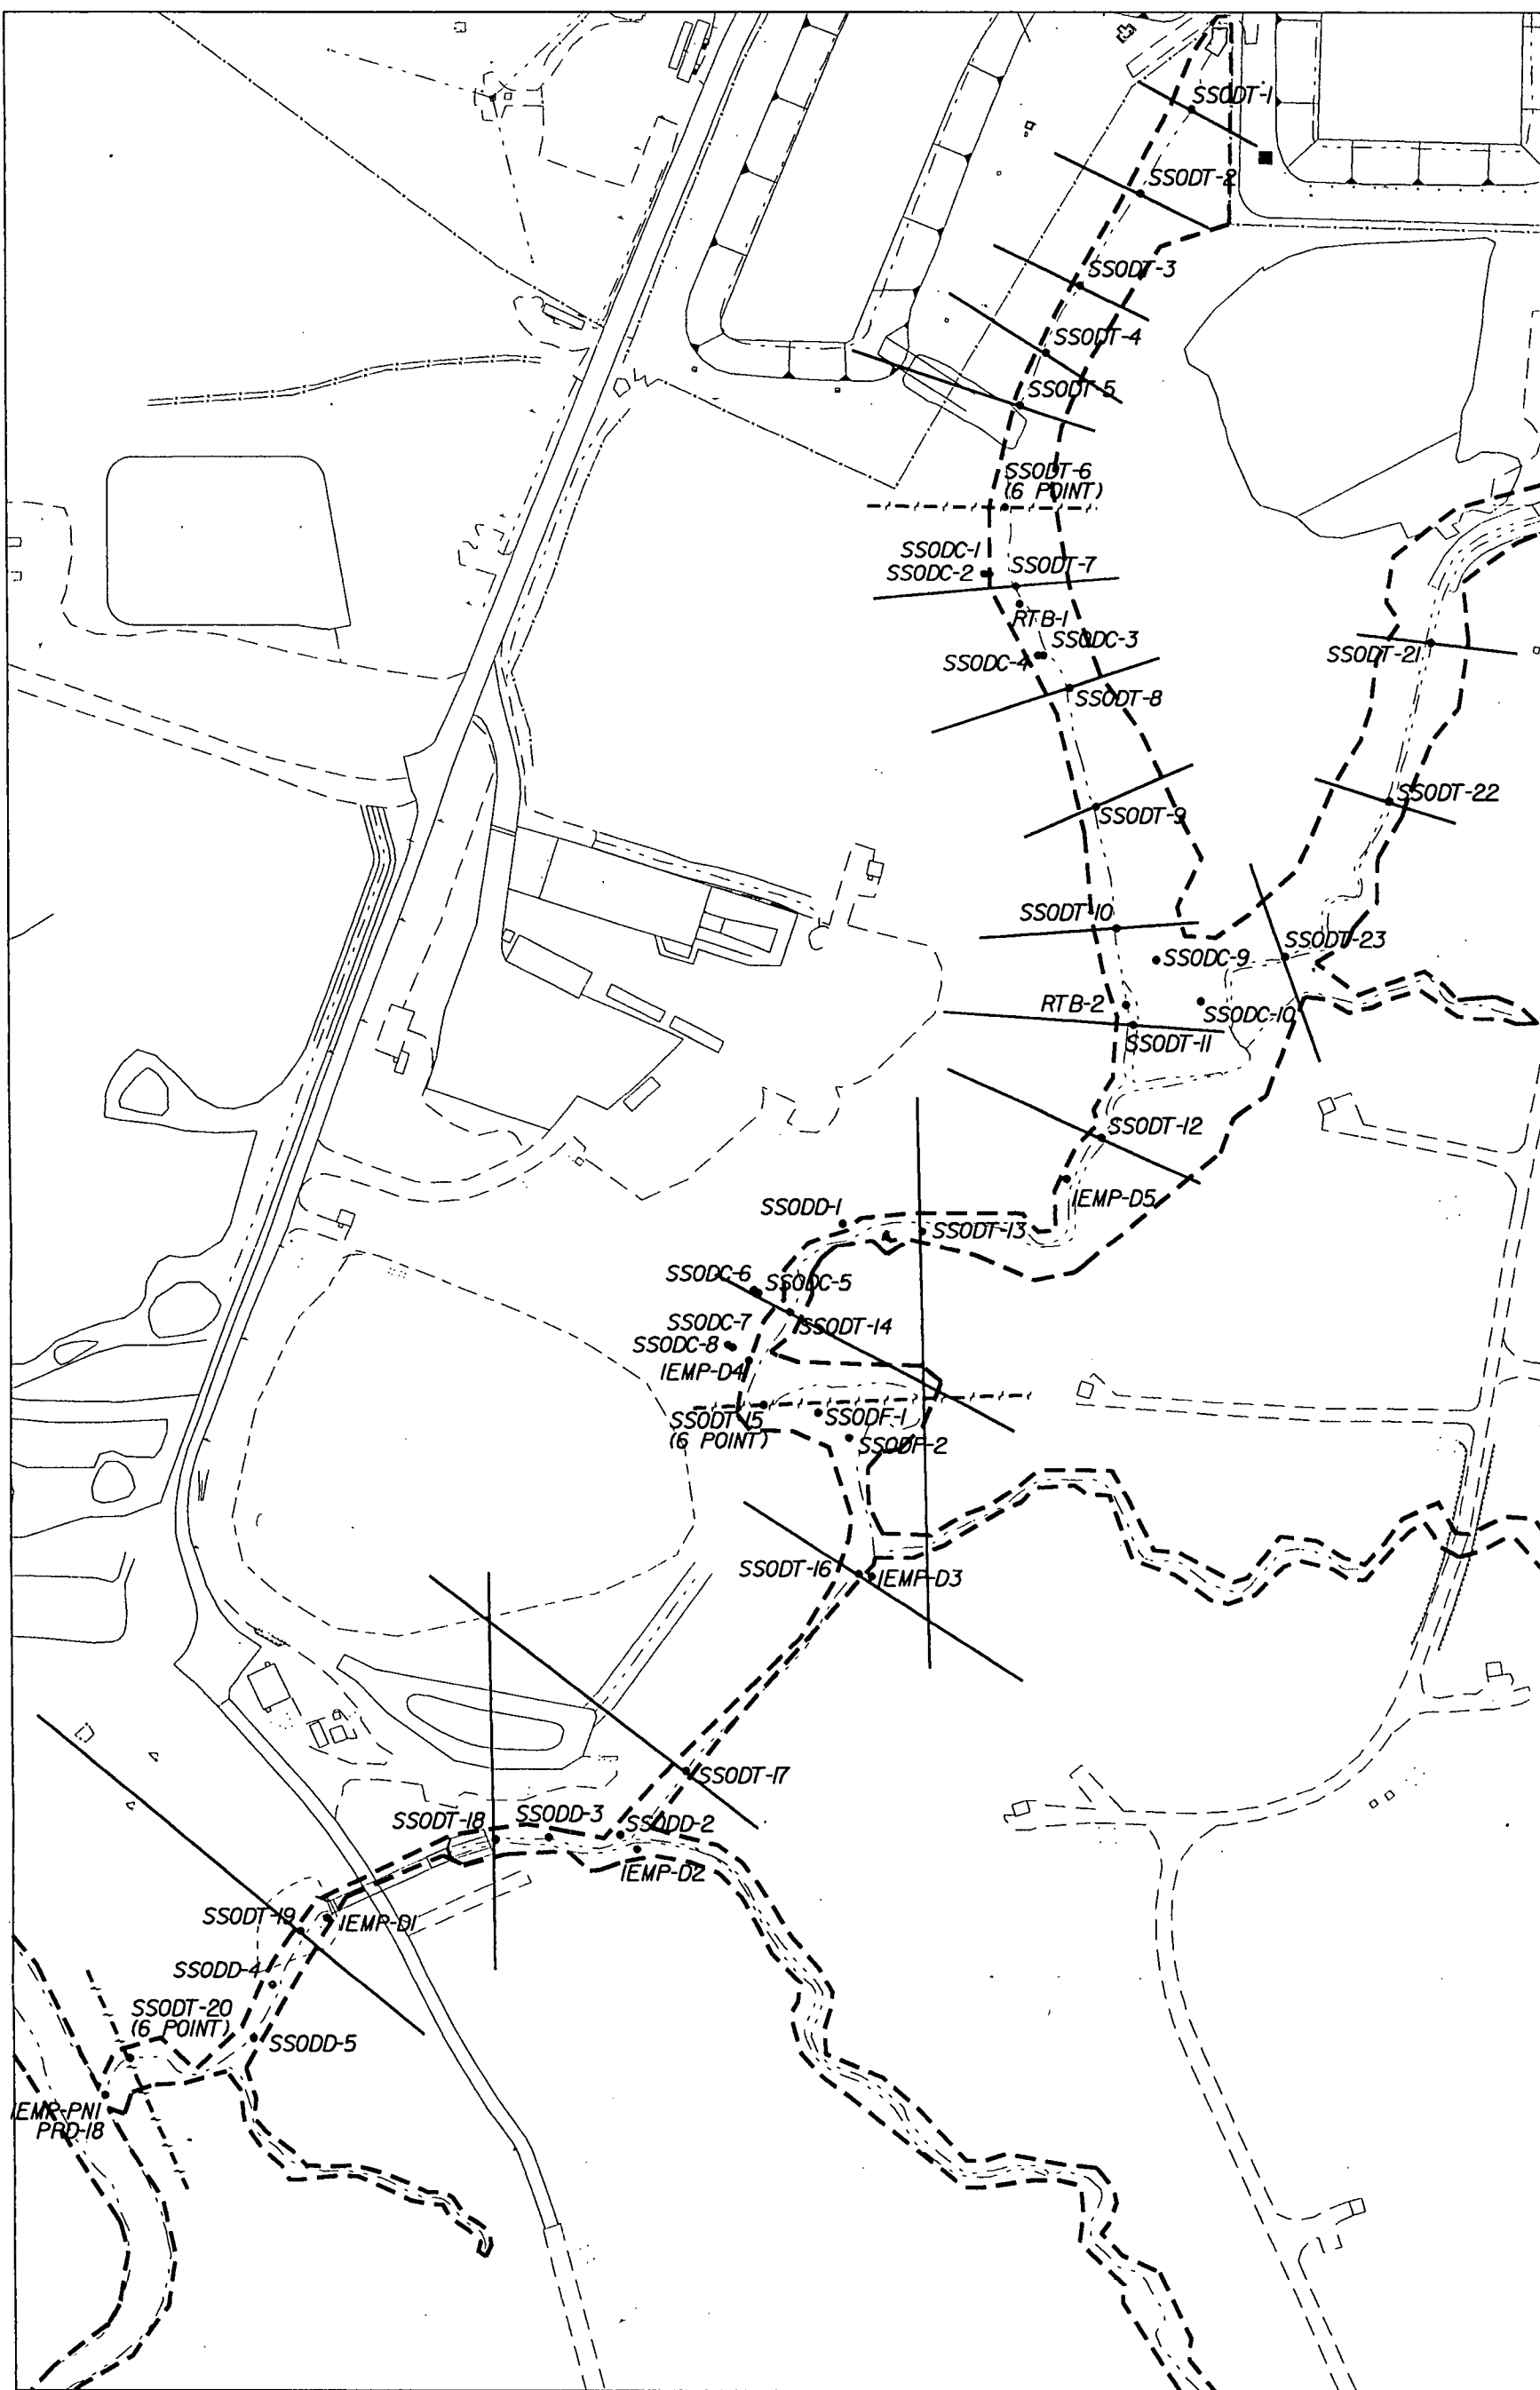 SSODT-1
SSODT-2
SSODT-3
SSODT-4
SSODT-5
SSODT-6
(6 POINT)
SSODC-1
SSODC-2
SSODT-7
RTB-1
SSODC-3
SSODC-4
SSODT-21
SSODT-8
SSODT-22
SSODT-9
SSODT-10
SSODT-23
SSODC-9
RTB-2
SSODC-10
SSODT-11
SSODT-12
IEMP-D5
SSODD-1
SSODT-13
SSODC-6
SSODC-5
SSODC-7
SSODT-14
SSODC-8
IEMP-D4
SSODT-15
(6 POINT)
SSODF-1
SSODF-2
SSODT-16
IEMP-D3
SSODT-17
SSODT-18
SSODD-3
SSODD-2
IEMP-D2
SSODT-19
IEMP-D1
SSODD-4
SSODT-20
(6 POINT)
SSODD-5
IEMP-PN1
PRD-18